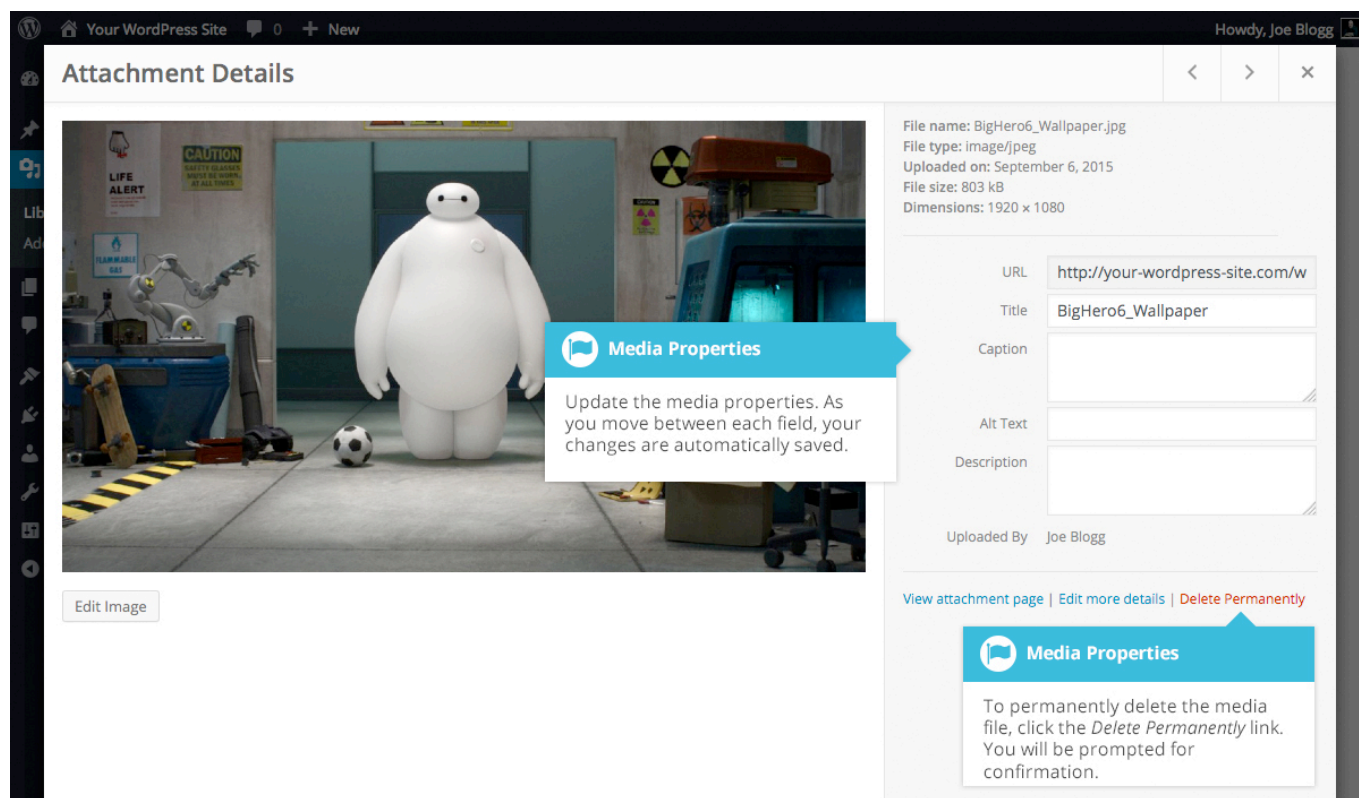 Your WordPress Site 0 New
Howdy, Joe Blogg
Attachment Details
Lib
Add
LIFE
ALERT
CAUTION
SAFETY GLASSES
MUST BE WORN
AT ALL TIMES
FLAMMABLE
GAS
CAUTION
File name: BigHero6_Wallpaper.jpg
File type: image/jpeg
Uploaded on: September 6, 2015
File size: 803 kB
Dimensions: 1920 × 1080
URL http://your-wordpress-site.com/w
Title BigHero6_Wallpaper
Caption
Alt Text
Description
Uploaded By Joe Blogg
Media Properties
Update the media properties. As
you move between each field, your
changes are automatically saved.
Edit Image
View attachment page | Edit more details | Delete Permanently
Media Properties
To permanently delete the media
file, click the Delete Permanently link.
You will be prompted for
confirmation.